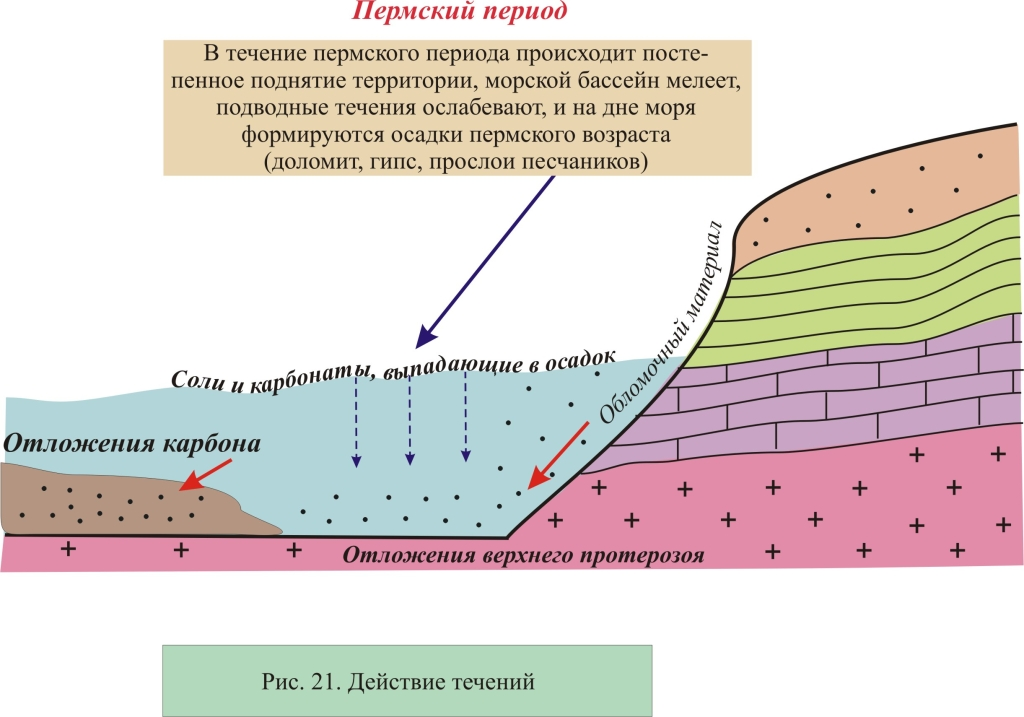 Пермский период
В течение пермского периода происходит посте-
пенное поднятие территории, морской бассейн мелеет,
подводные течения ослабевают, и на дне моря
формируются осадки пермского возраста
(доломит, гипс, прослои песчаников)
Обломочный материал
Соли и карбонаты, выпадающие в осадок
Отложения карбона
Отложения верхнего протерозоя
Рис. 21. Действие течений